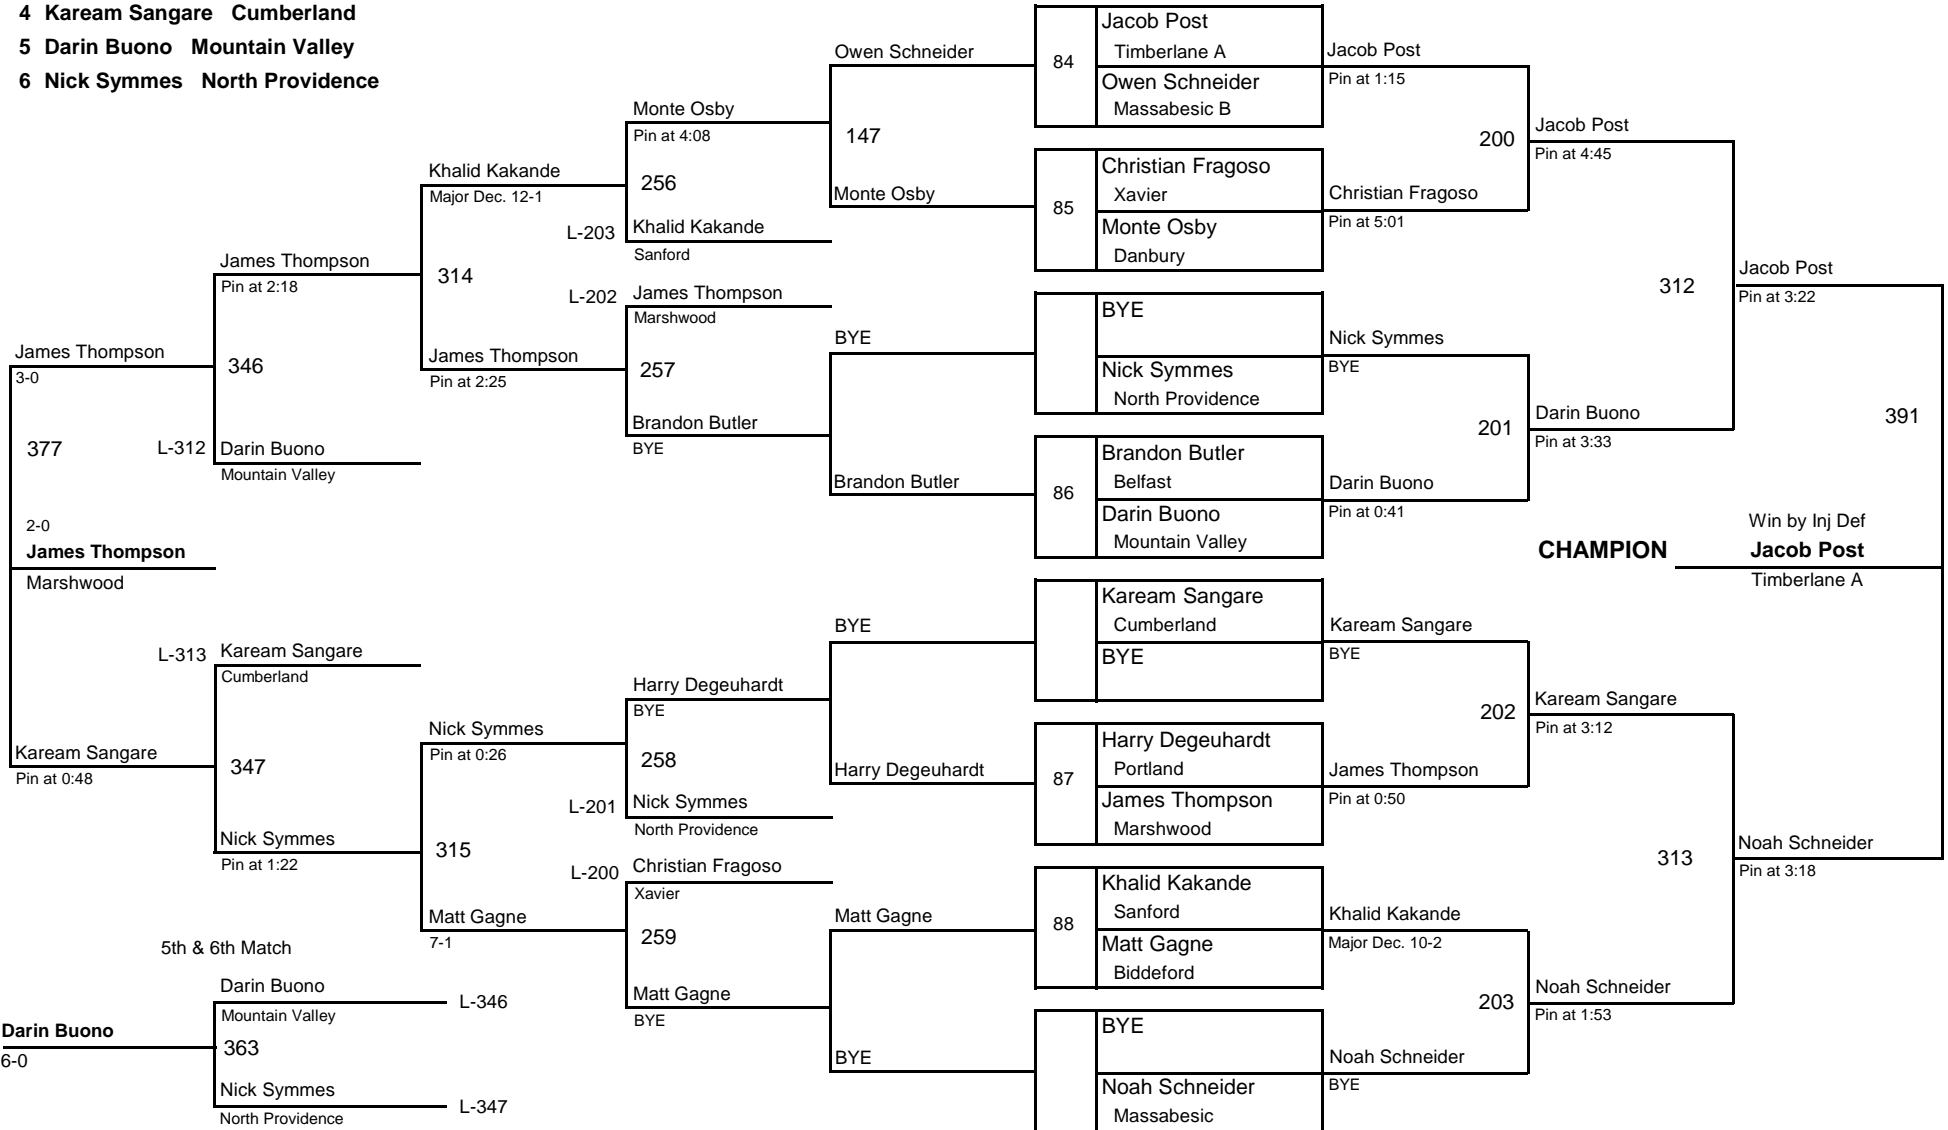 4 Kaream Sangare Cumberland
5 Darin Buono Mountain Valley
6 Nick Symmes North Providence
Jacob Post
Timberlane A
84
Owen Schneider
Massabesic B
Christian Fragoso
Xavier
85
Monte Osby
Danbury
BYE
Nick Symmes
North Providence
Brandon Butler
Belfast
86
Darin Buono
Mountain Valley
Kaream Sangare
Cumberland
BYE
Harry Degeuhardt
Portland
87
James Thompson
Marshwood
Khalid Kakande
Sanford
88
Matt Gagne
Biddeford
BYE
Noah Schneider
Massabesic
Jacob Post
Pin at 1:15
200
Christian Fragoso
Pin at 5:01
Nick Symmes
BYE
201
Darin Buono
Pin at 0:41
Kaream Sangare
BYE
202
James Thompson
Pin at 0:50
Khalid Kakande
Major Dec. 10-2
203
Noah Schneider
BYE
Jacob Post
Pin at 4:45
312
Darin Buono
Pin at 3:33
Kaream Sangare
Pin at 3:12
313
Noah Schneider
Pin at 1:53
Jacob Post
Pin at 3:22
391
Noah Schneider
Pin at 3:18
Win by Inj Def
CHAMPION Jacob Post
Timberlane A
Owen Schneider
147
Monte Osby
BYE
Brandon Butler
BYE
Harry Degeuhardt
Matt Gagne
BYE
Monte Osby
Pin at 4:08
256
L-203 Khalid Kakande
Sanford
L-202 James Thompson
Marshwood
257
Brandon Butler
BYE
Harry Degeuhardt
BYE
258
L-201 Nick Symmes
North Providence
L-200 Christian Fragoso
Xavier
259
Matt Gagne
BYE
Khalid Kakande
Major Dec. 12-1
314
James Thompson
Pin at 2:25
Nick Symmes
Pin at 0:26
315
Matt Gagne
7-1
James Thompson
Pin at 2:18
346
L-312 Darin Buono
Mountain Valley
L-313 Kaream Sangare
Cumberland
347
Nick Symmes
Pin at 1:22
James Thompson
3-0
377
2-0
James Thompson
Marshwood
Kaream Sangare
Pin at 0:48
5th & 6th Match
Darin Buono
L-346
Mountain Valley
Darin Buono
363
6-0
Nick Symmes
L-347
North Providence